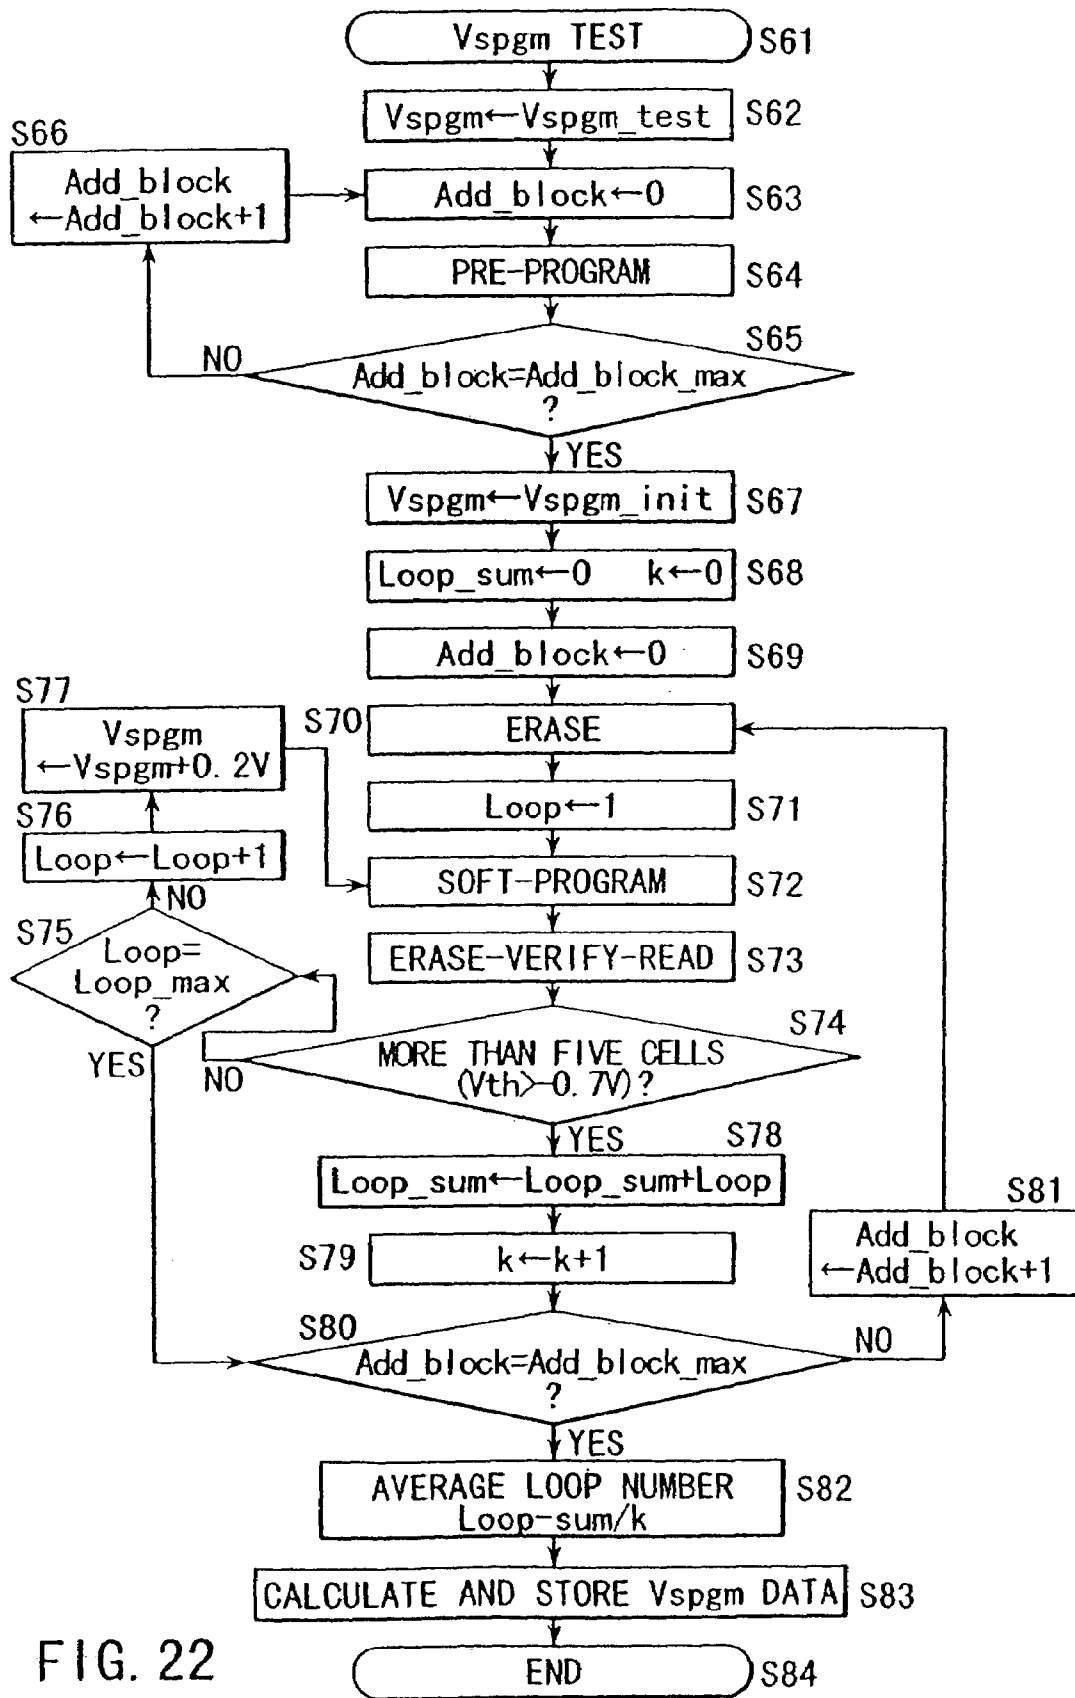 Vspgm TEST
S61
Vspgm←Vspgm_test
S62
S66
Add_block
←Add_block+1
Add_block←0
S63
PRE-PROGRAM
S64
S65
NO
Add_block=Add_block_max
?
YES
Vspgm←Vspgm_init
S67
Loop_sum←0 k←0
S68
Add_block←0
S69
S77
Vspgm
←Vspgm+0.2V
S70
ERASE
Loop←1
S71
S76
Loop←Loop+1
SOFT-PROGRAM
S72
NO
S75
Loop=
Loop_max
?
ERASE-VERIFY-READ
S73
S74
YES
NO
MORE THAN FIVE CELLS
(Vth>-0.7V)?
YES
S78
Loop_sum←Loop_sum+Loop
S81
Add_block
←Add_block+1
S79
k←k+1
S80
NO
Add_block=Add_block_max
?
YES
AVERAGE LOOP NUMBER
Loop-sum/k
S82
CALCULATE AND STORE Vspgm DATA
S83
FIG. 22
END
S84